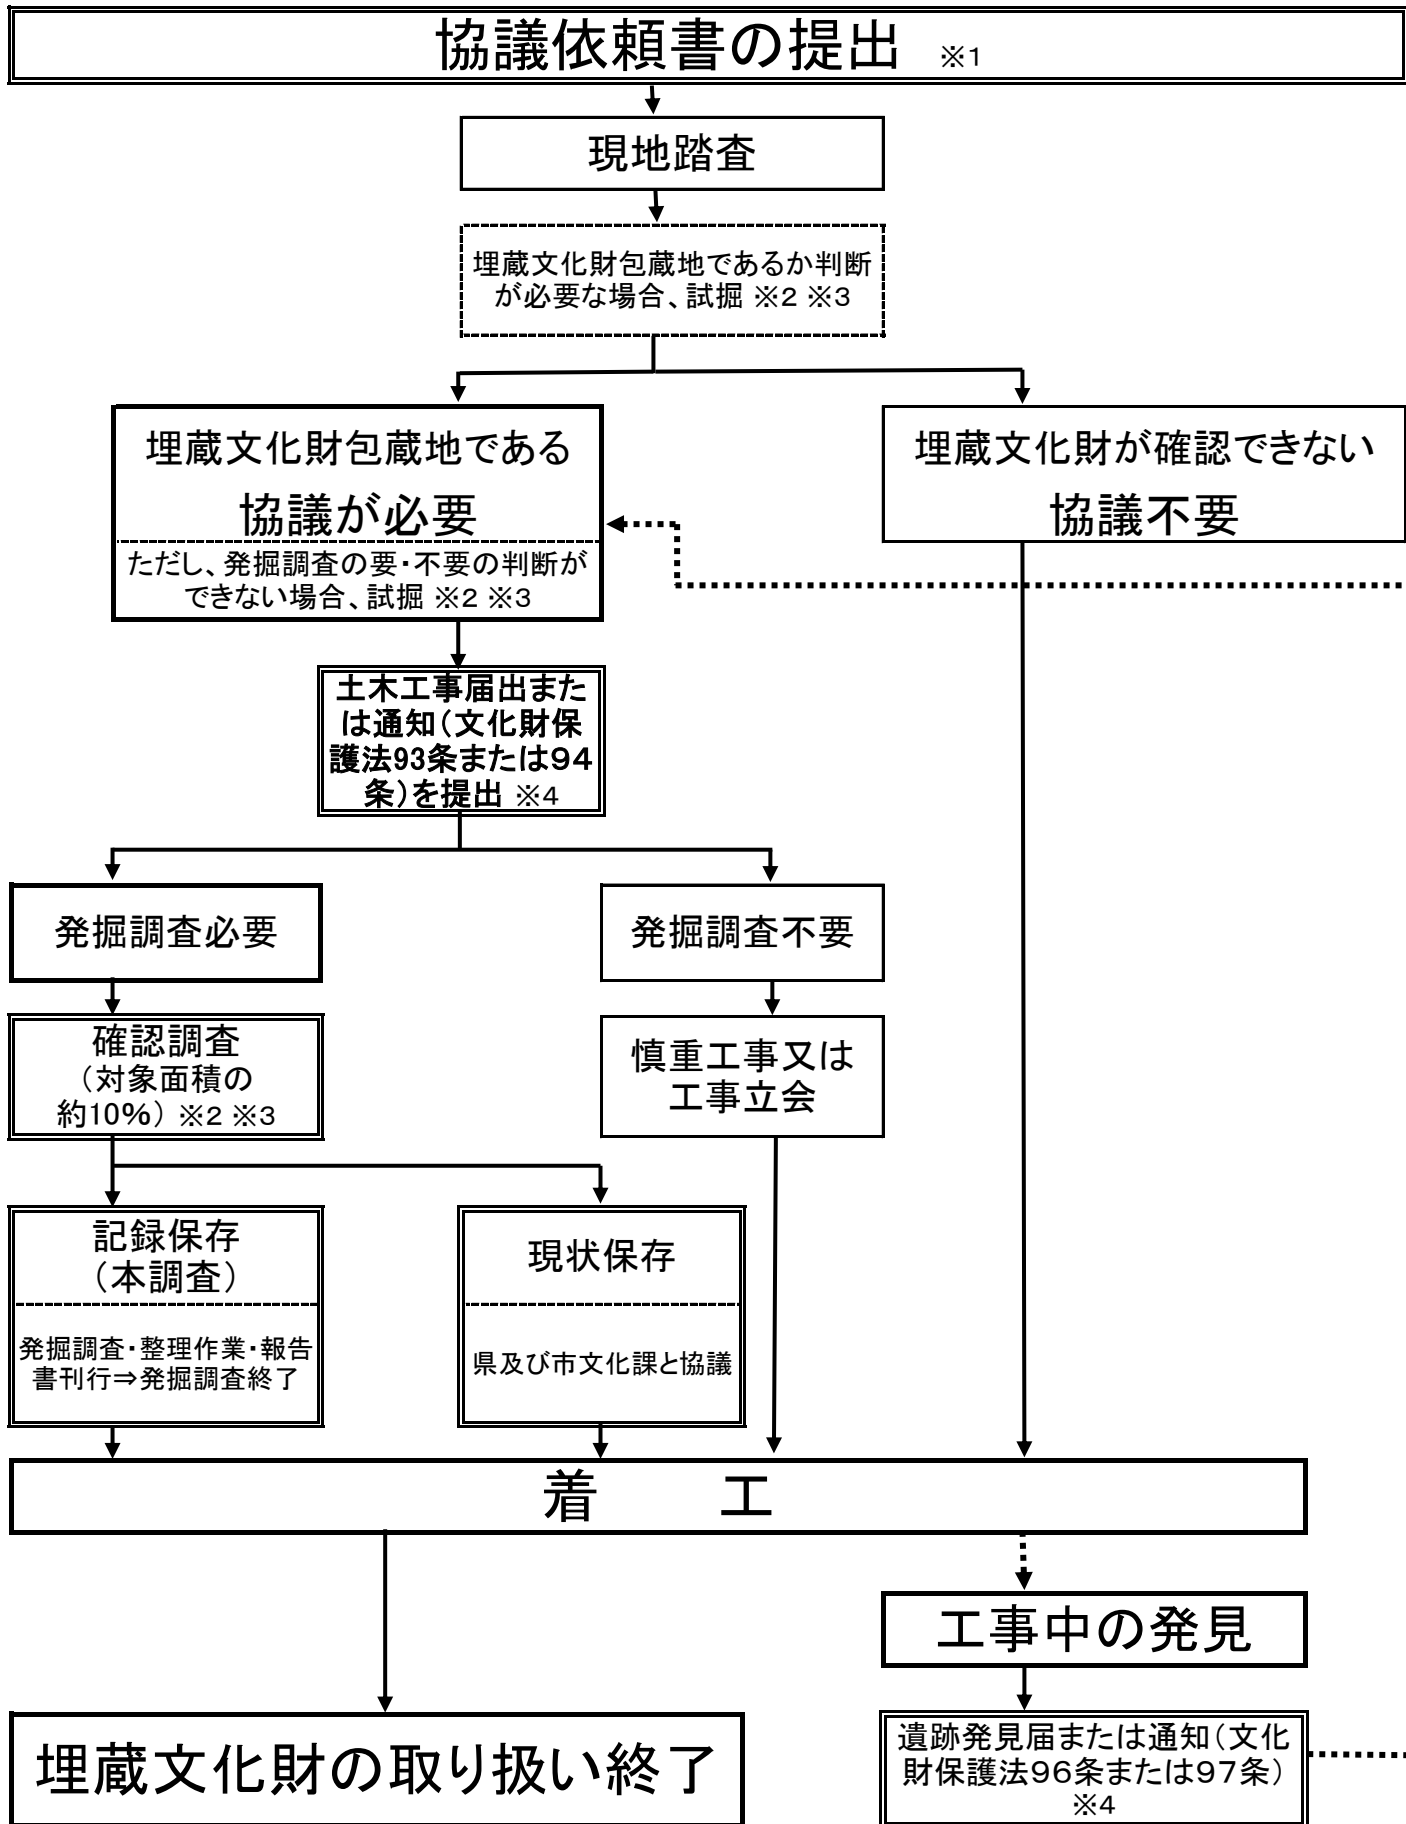 協議依頼書の提出 ※1
現地踏査
埋蔵文化財包蔵地であるか判断
が必要な場合、試掘 ※2 ※3
埋蔵文化財包蔵地である
協議が必要
ただし、発掘調査の要・不要の判断が
できない場合、試掘 ※2 ※3
埋蔵文化財が確認できない
協議不要
土木工事届出また
は通知(文化財保
護法93条または94
条)を提出 ※4
発掘調査必要
発掘調査不要
確認調査
(対象面積の
約10%) ※2 ※3
慎重工事又は
工事立会
記録保存
(本調査)
発掘調査・整理作業・報告
書刊行⇒発掘調査終了
現状保存
県及び市文化課と協議
着 工
工事中の発見
埋蔵文化財の取り扱い終了
遺跡発見届または通知(文化
財保護法96条または97条)
※4